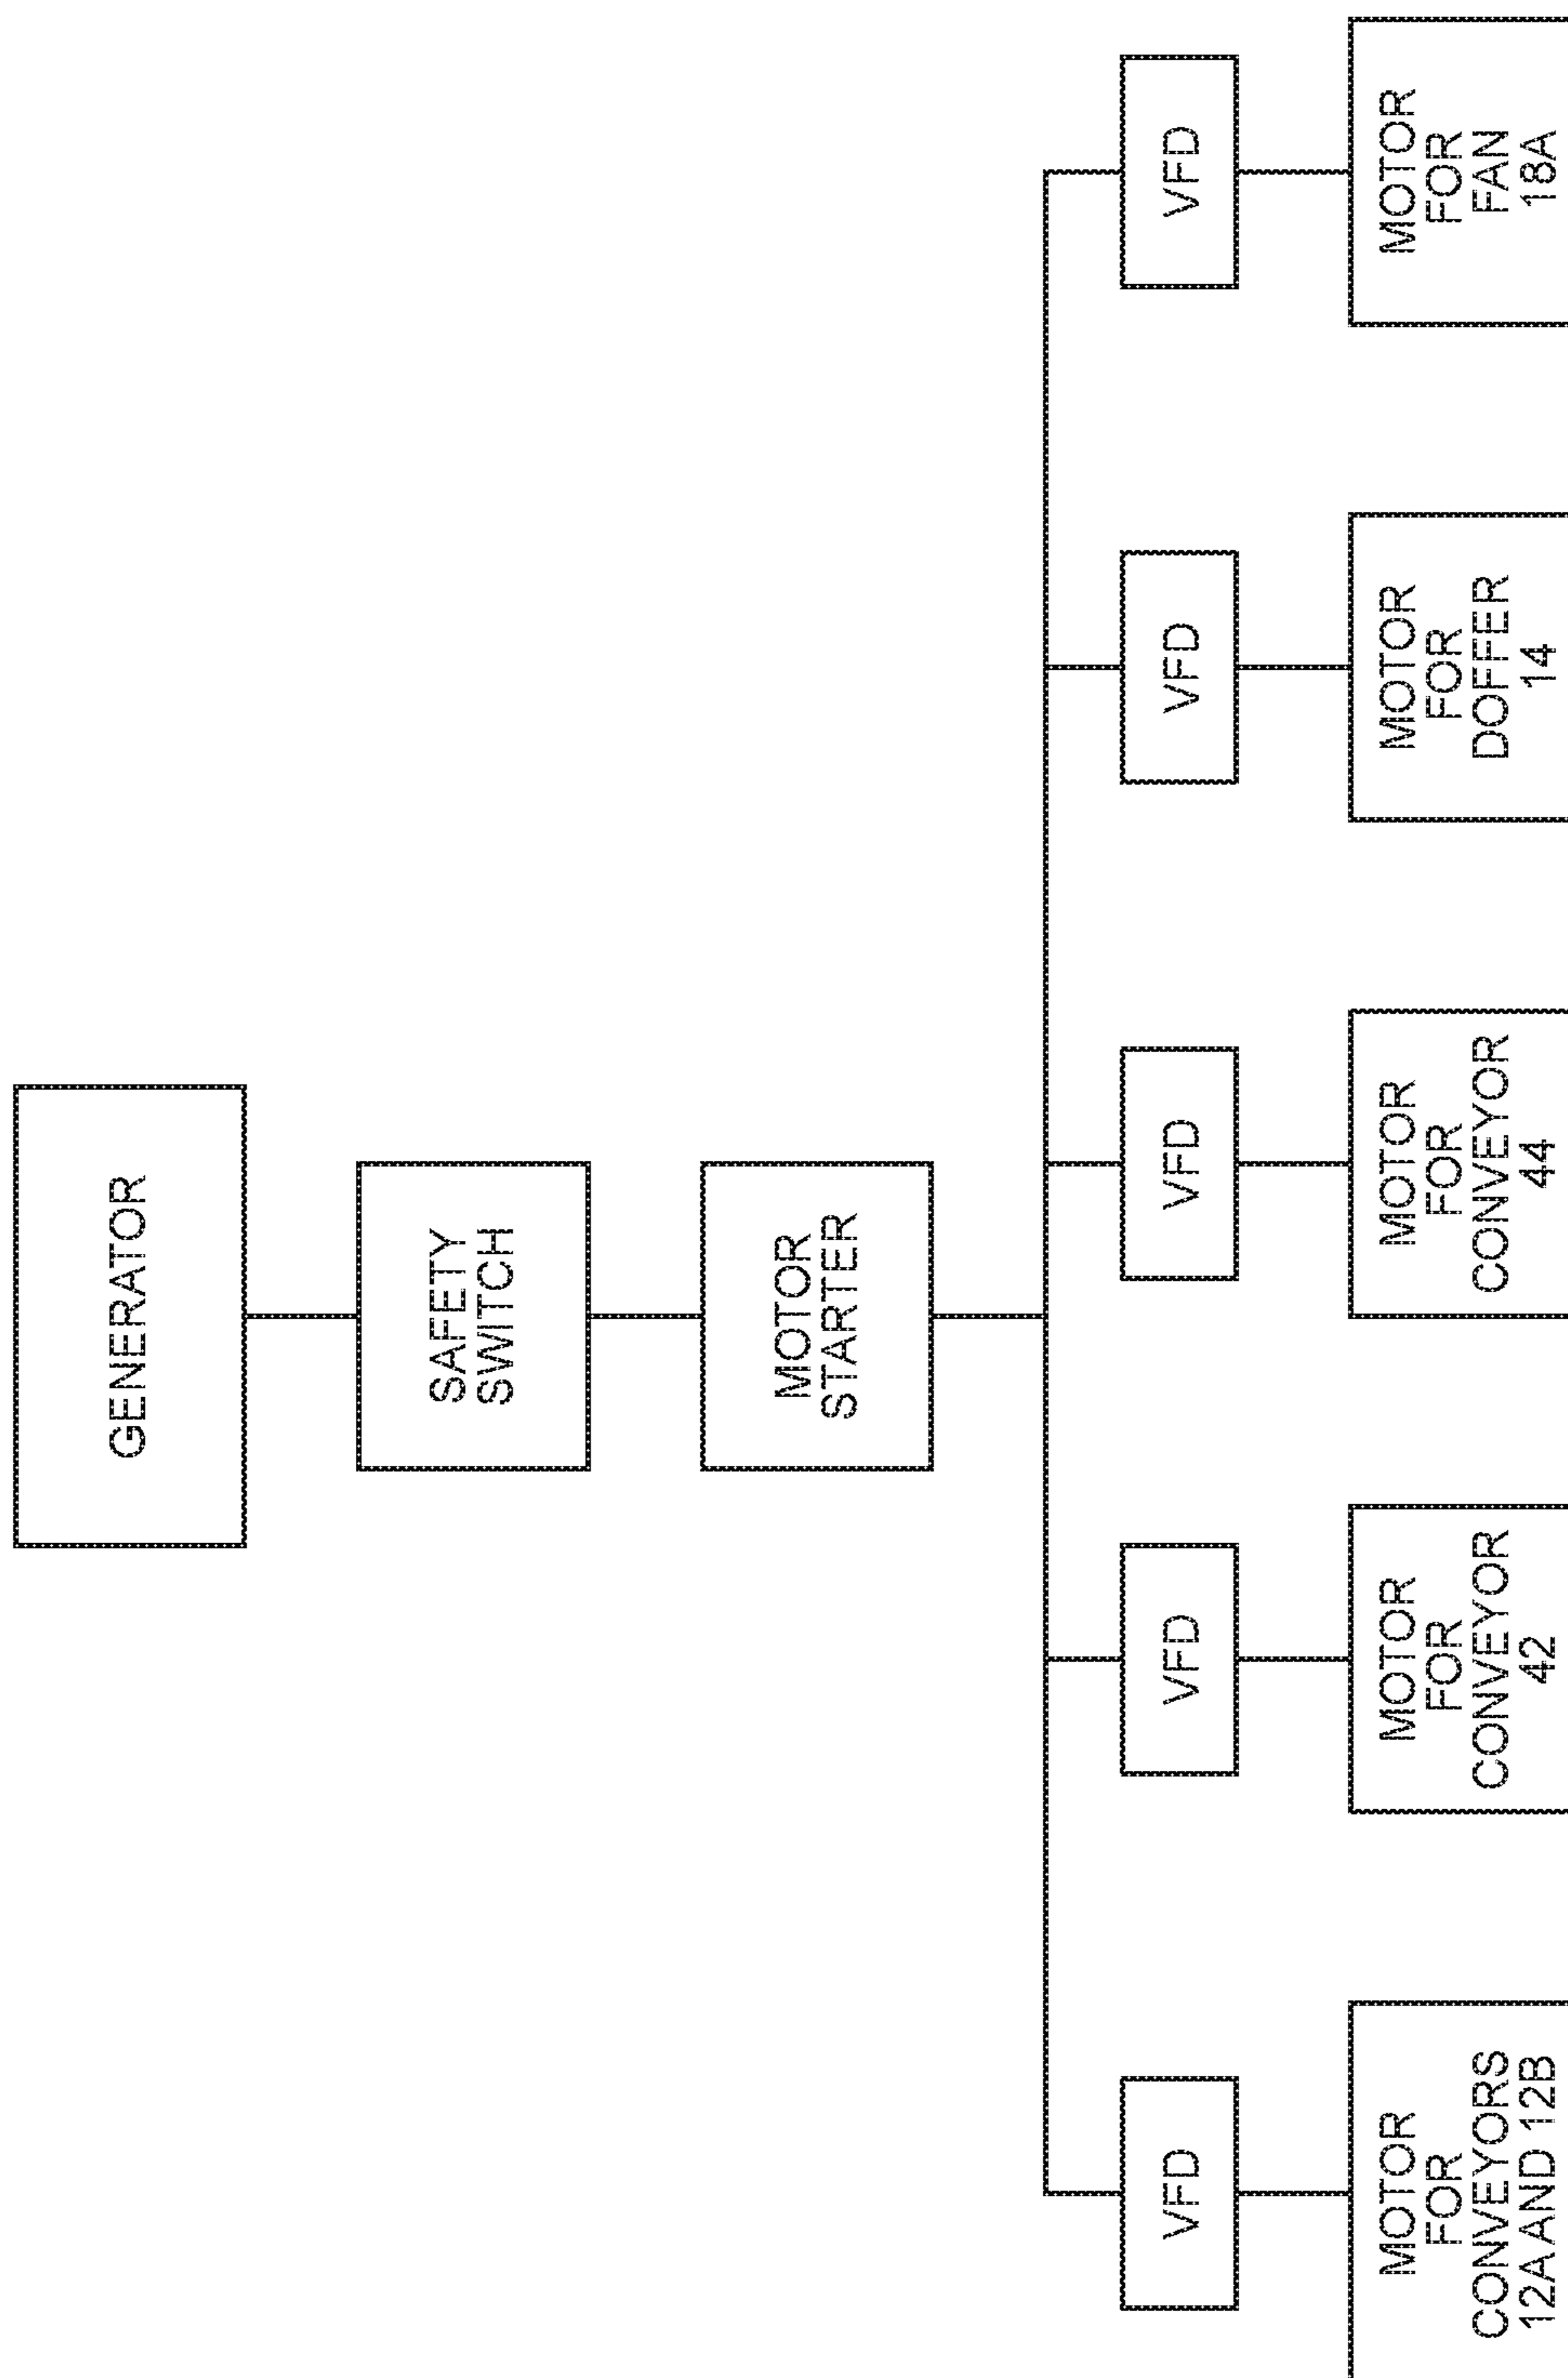 GENERATOR
SAFETY
SWITCH
MOTOR
STARTER
VFD
VFD
VFD
VFD
VFD
MOTOR
FOR
CONVEYORS
12A AND 12B
MOTOR
FOR
CONVEYOR
42
MOTOR
FOR
CONVEYOR
44
MOTOR
FOR
DOFFER
14
MOTOR
FOR
FAN
18A